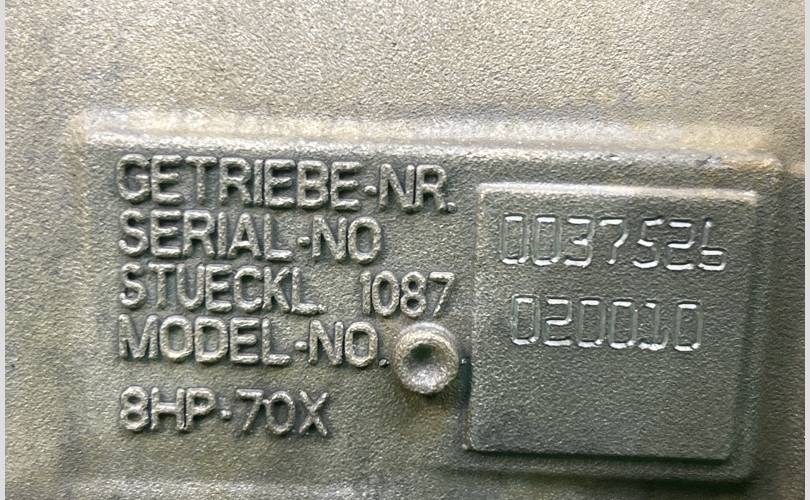 GETRIEBE-NR.
SERIAL-NO
0037526
STUECKL. 1087
MODEL-NO.
020010
8HP-70X